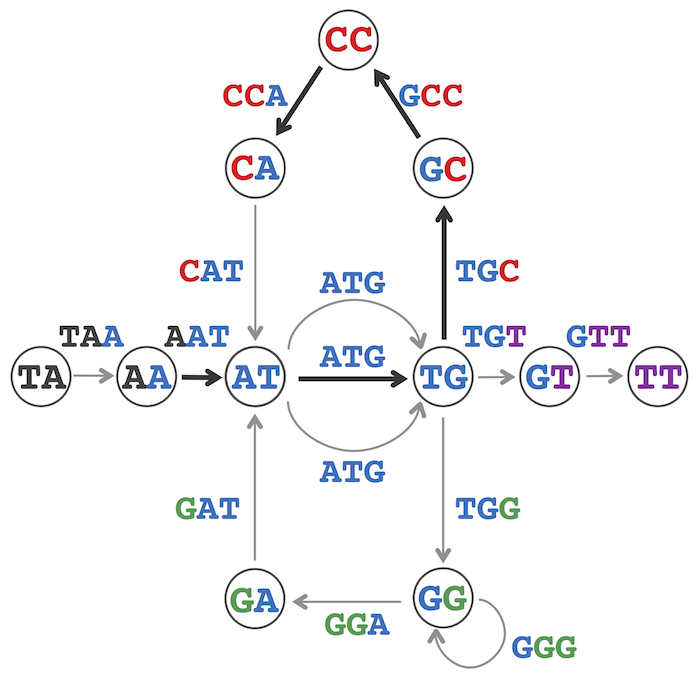 CC
CCA GCC
CA GC
CAT ATG TGC
TAA AAT ATG TGT GTT
TA AA AT TG GT TT
ATG
GAT TGG
GA GG
GGA GGG